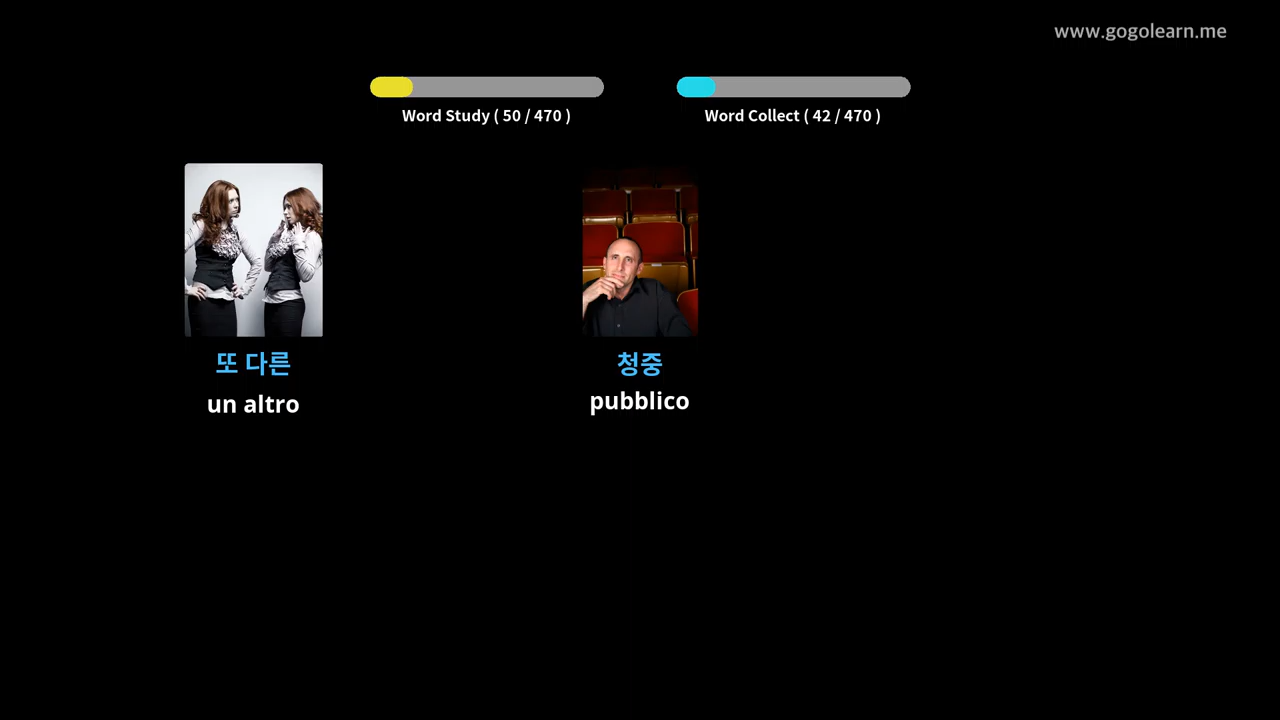 www.gogolearn.me
Word Study ( 50 / 470 )
Word Collect ( 42 / 470 )
또 다른
un altro
청중
pubblico